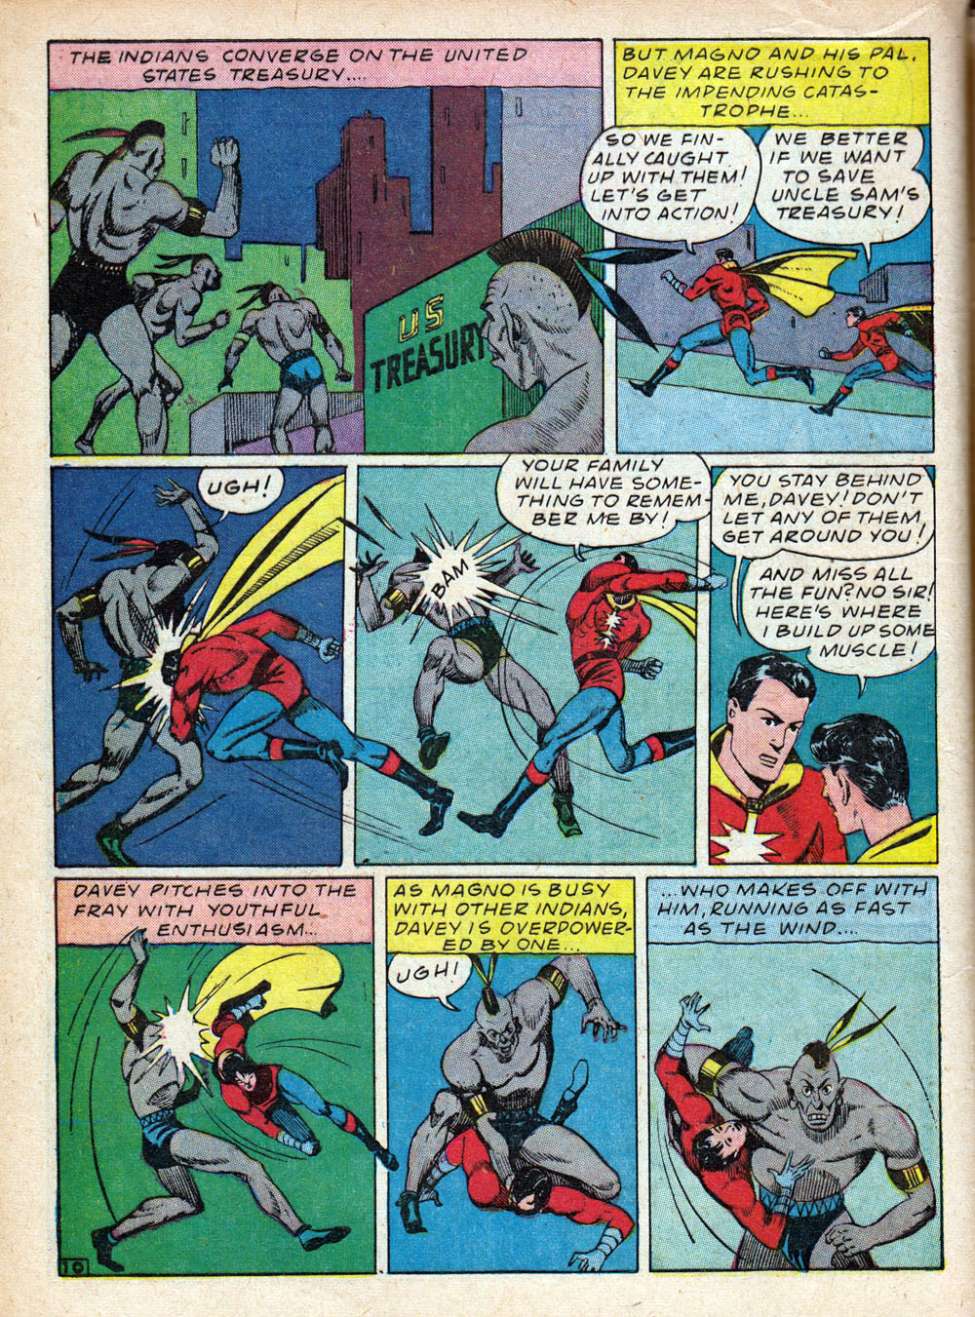 THE INDIANS CONVERGE ON THE UNITED
STATES TREASURY....
US
TREASURY
BUT MAGNO AND HIS PAL,
DAVEY ARE RUSHING TO
THE IMPENDING CATAS-
TROPHE...
SO WE FIN-
ALLY CAUGHT
UP WITH THEM!
LET'S GET
INTO ACTION!
WE BETTER
IF WE WANT
TO SAVE
UNCLE SAM'S
TREASURY!
UGH!
BAM
YOUR FAMILY
WILL HAVE SOME-
THING TO REMEM-
BER ME BY!
YOU STAY BEHIND
ME, DAVEY! DON'T
LET ANY OF THEM
GET AROUND YOU!
AND MISS ALL
THE FUN? NO SIR!
HERE'S WHERE
I BUILD UP SOME
MUSCLE!
DAVEY PITCHES INTO THE
FRAY WITH YOUTHFUL
ENTHUSIASM...
10
AS MAGNO IS BUSY
WITH OTHER INDIANS,
DAVEY IS OVERPOWER-
ED BY ONE...
UGH!
...WHO MAKES OFF WITH
HIM, RUNNING AS FAST
AS THE WIND....